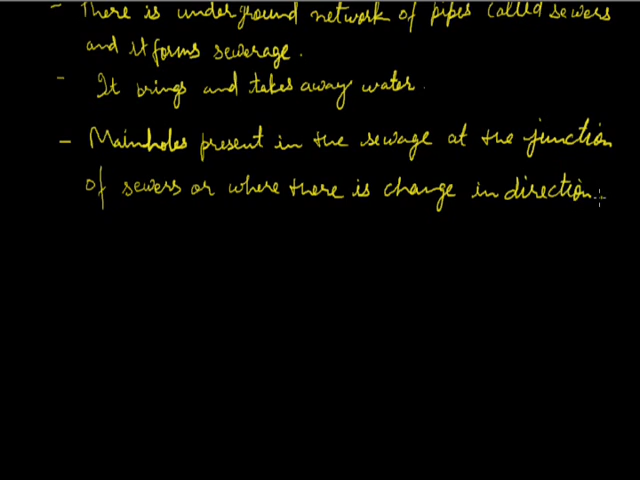 - There is underground network of pipes called sewers
and it forms sewerage.
- It brings and takes away water.
- Mainholes present in the sewage at the junction
of sewers or where there is change in direction.